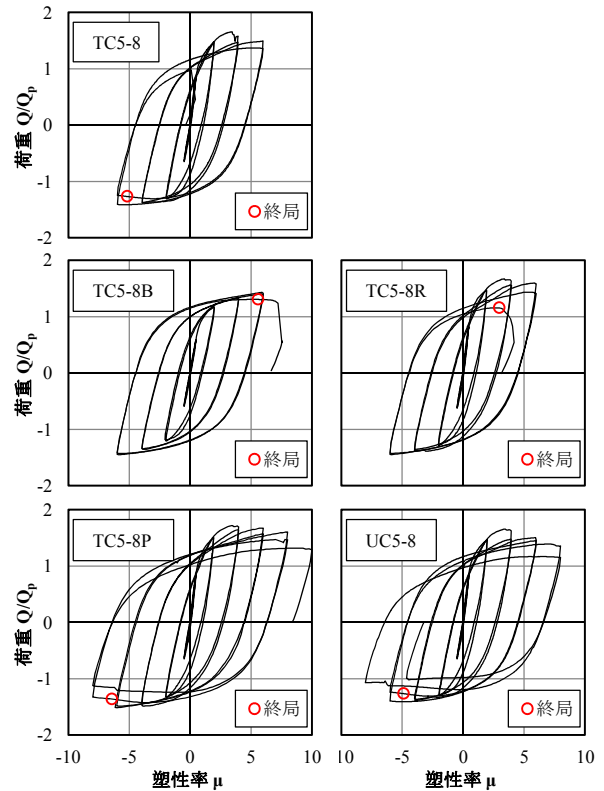 2
1
0
-1
-2
荷重 Q/Qp
TC5-8
終局
2
1
0
-1
-2
荷重 Q/Qp
TC5-8B
終局
TC5-8R
終局
2
1
0
-1
-2
荷重 Q/Qp
TC5-8P
終局
UC5-8
終局
-10 -5 0 5 10
塑性率 μ
-10 -5 0 5 10
塑性率 μ